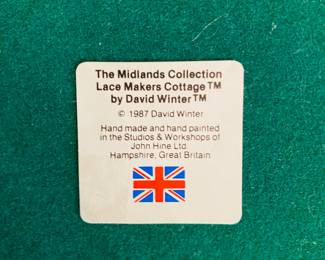 The Midlands Collection
Lace Makers Cottage™
by David Winter™
© 1987 David Winter
Hand made and hand painted
in the Studios & Workshops of
John Hine Ltd.
Hampshire, Great Britain